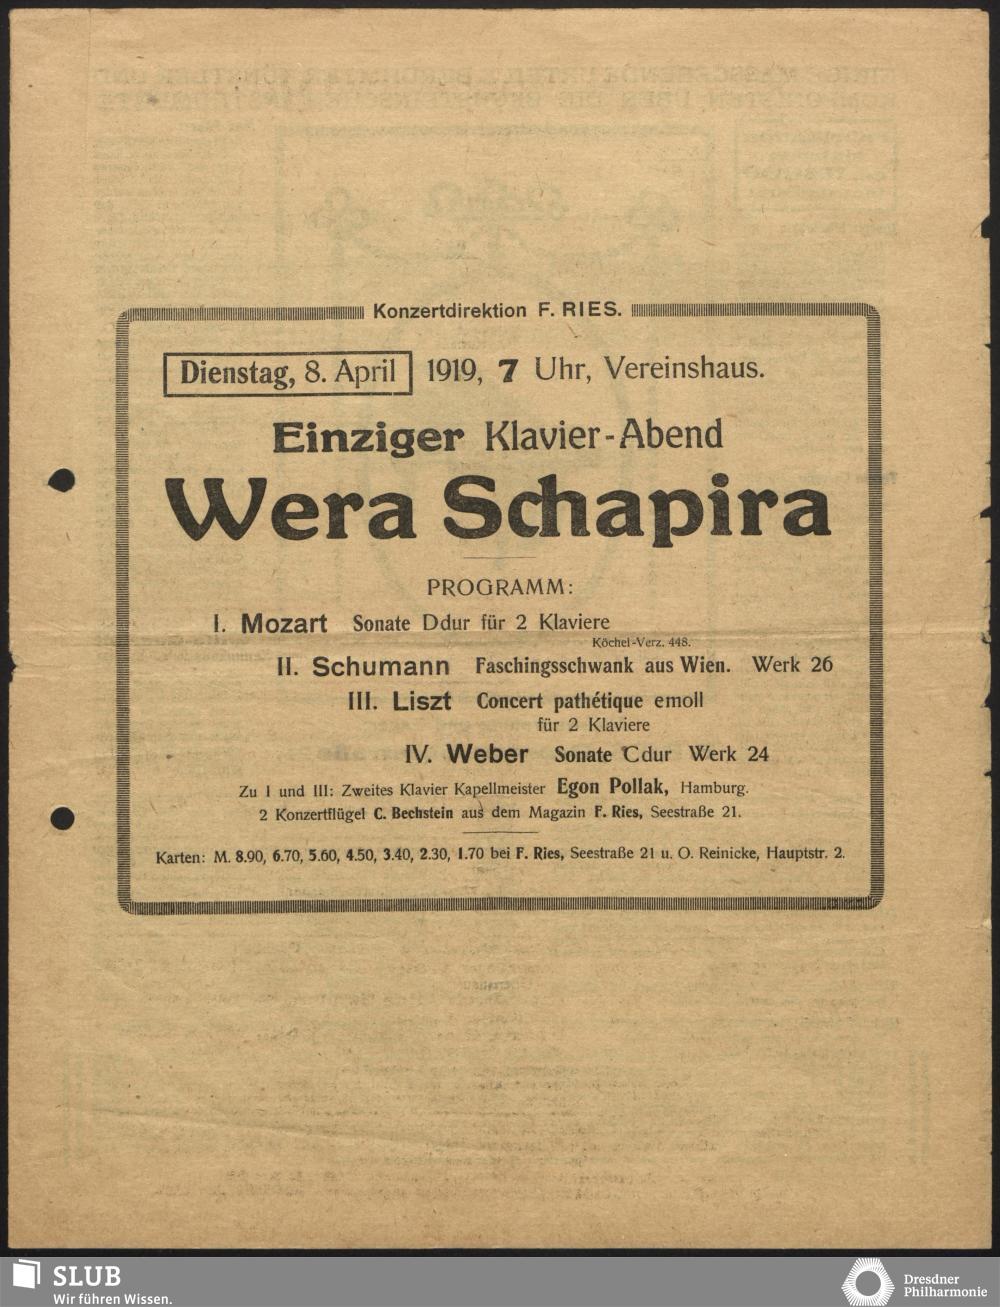 Konzertdirektion F. RIES.
Dienstag, 8. April 1919, 7 Uhr, Vereinshaus.
Einziger Klavier-Abend
Wera Schapira
PROGRAMM:
I. Mozart Sonate Ddur für 2 Klaviere
Köchel-Verz. 448.
II. Schumann Faschingsschwank aus Wien. Werk 26
III. Liszt Concert pathétique emoll
für 2 Klaviere
IV. Weber Sonate Cdur Werk 24
Zu I und III: Zweites Klavier Kapellmeister Egon Pollak, Hamburg.
2 Konzertflügel C. Bechstein aus dem Magazin F. Ries, Seestraße 21.
Karten: M. 8.90, 6.70, 5.60, 4.50, 3.40, 2.30, 1.70 bei F. Ries, Seestraße 21 u. O. Reinicke, Hauptstr. 2.
SLUB
Wir führen Wissen.
Dresdner
Philharmonie